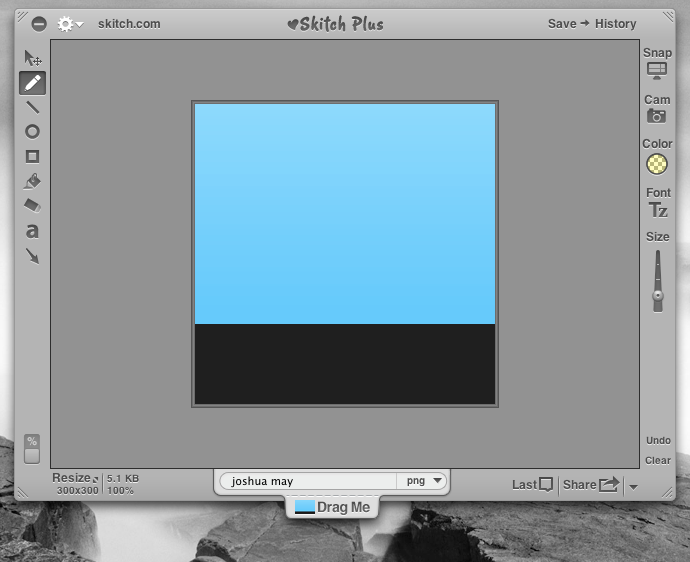 skitch.com
Skitch Plus
Save → History
Snap
Cam
Color
Font
Tz
Size
a
%
Undo
Clear
Resize
300x300
5.1 KB
100%
joshua may
png
Last
Share
Drag Me